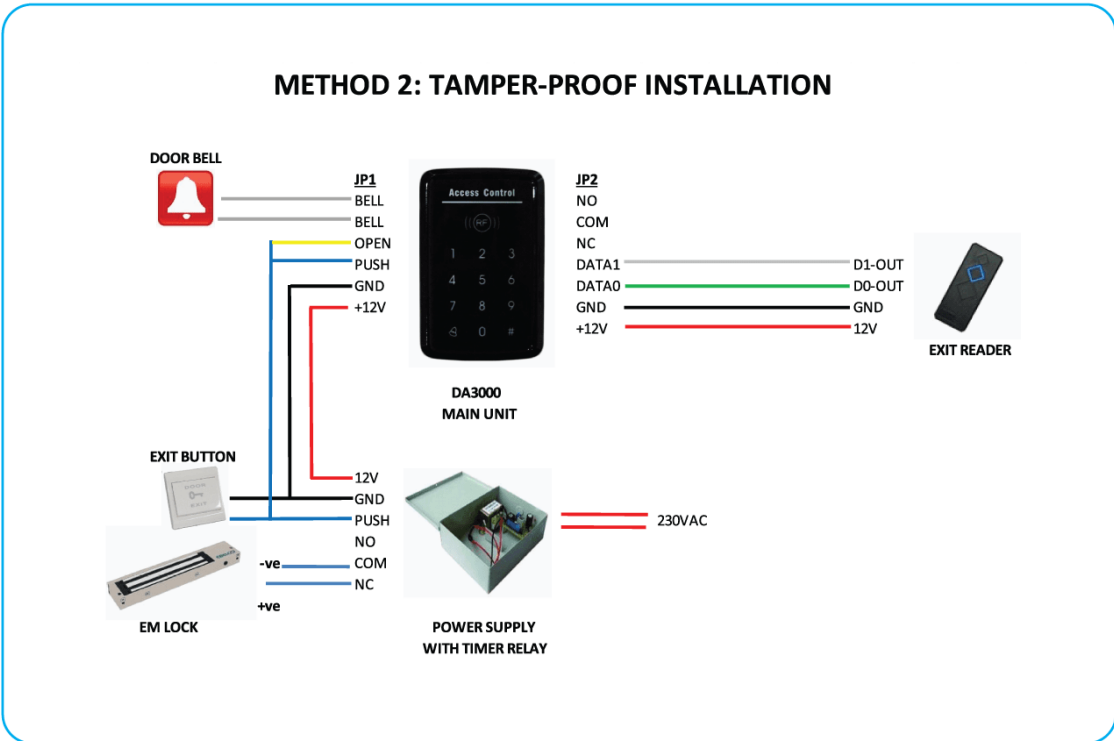 METHOD 2: TAMPER-PROOF INSTALLATION
DOOR BELL
JP1
BELL
BELL
OPEN
PUSH
GND
+12V
Access Control
RF
1 2 3
4 5 6
7 8 9
0 #
DA3000
MAIN UNIT
JP2
NO
COM
NC
DATA1
DATA0
GND
+12V
D1-OUT
D0-OUT
GND
12V
EXIT READER
EXIT BUTTON
12V
GND
PUSH
NO
COM
NC
-ve
+ve
EM LOCK
POWER SUPPLY
WITH TIMER RELAY
230VAC